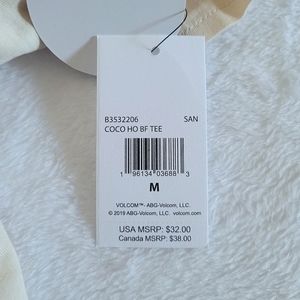 B3532206 SAN
COCO HO BF TEE
1 96134 03688 3
M
VOLCOM™- ABG-Volcom, LLC.
© 2019 ABG-Volcom, LLC. volcom.com
USA MSRP: $32.00
Canada MSRP: $38.00